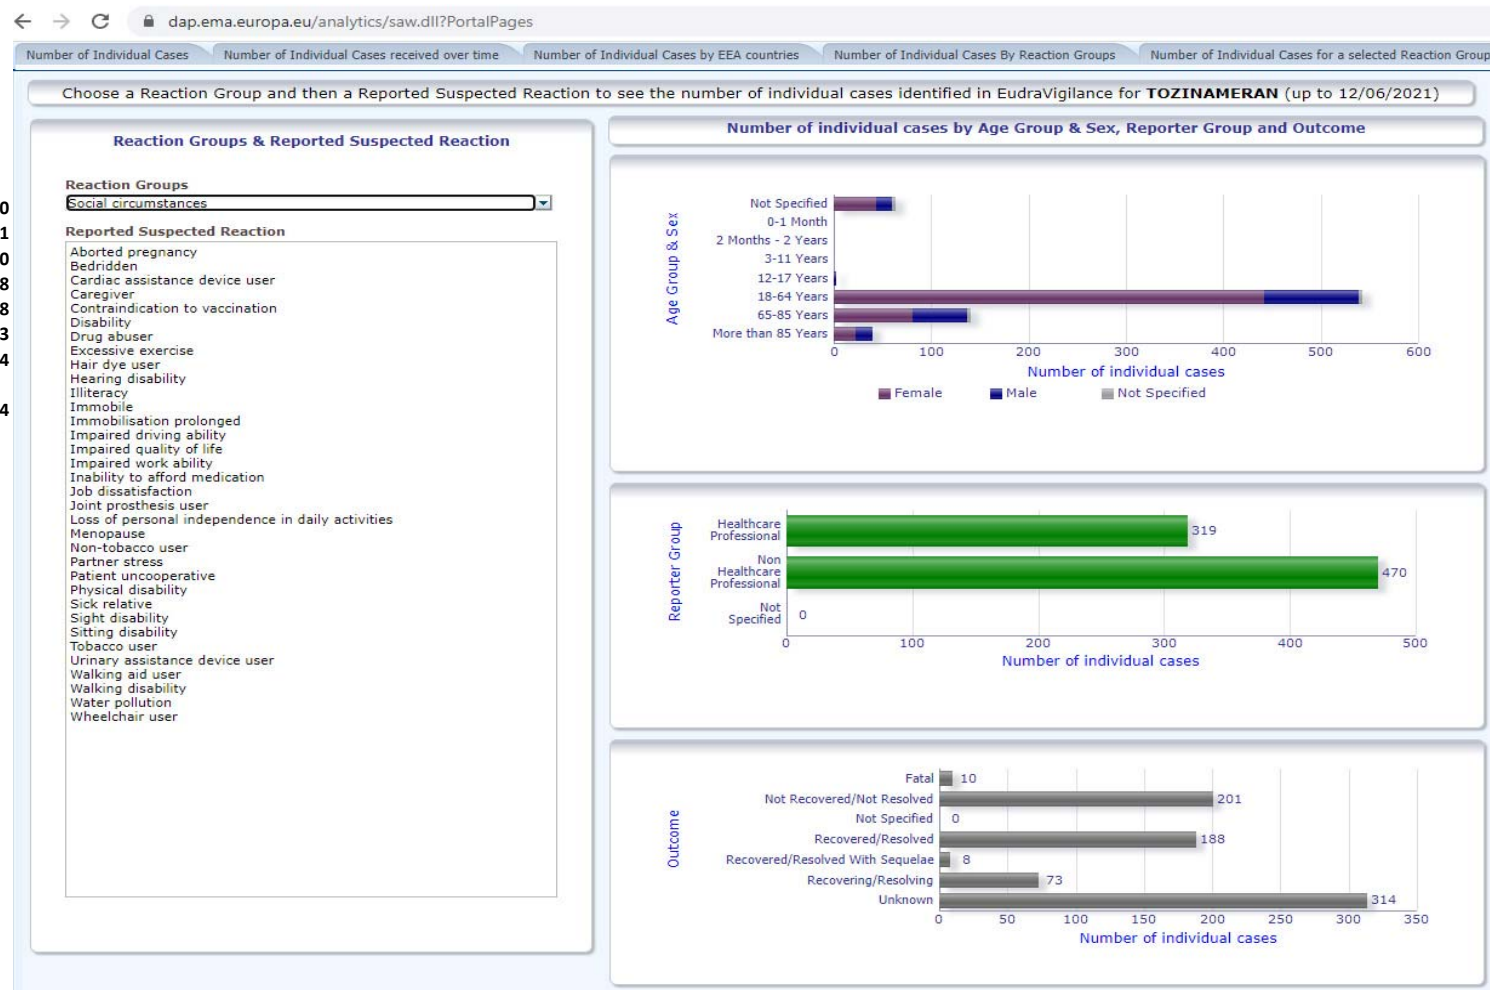 dap.ema.europa.eu/analytics/saw.dll?PortalPages
Number of Individual Cases
Number of Individual Cases received over time
Number of Individual Cases by EEA countries
Number of Individual Cases By Reaction Groups
Number of Individual Cases for a selected Reaction Group
Choose a Reaction Group and then a Reported Suspected Reaction to see the number of individual cases identified in EudraVigilance for TOZINAMERAN (up to 12/06/2021)
Reaction Groups & Reported Suspected Reaction
Reaction Groups
Social circumstances
Reported Suspected Reaction
Aborted pregnancy
Bedridden
Cardiac assistance device user
Caregiver
Contraindication to vaccination
Disability
Drug abuser
Excessive exercise
Hair dye user
Hearing disability
Illiteracy
Immobile
Immobilisation prolonged
Impaired driving ability
Impaired quality of life
Impaired work ability
Inability to afford medication
Job dissatisfaction
Joint prosthesis user
Loss of personal independence in daily activities
Menopause
Non-tobacco user
Partner stress
Patient uncooperative
Physical disability
Sick relative
Sight disability
Sitting disability
Tobacco user
Urinary assistance device user
Walking aid user
Walking disability
Water pollution
Wheelchair user
0
1
0
8
8
3
4
4
Number of individual cases by Age Group & Sex, Reporter Group and Outcome
Age Group & Sex
Not Specified
0-1 Month
2 Months - 2 Years
3-11 Years
12-17 Years
18-64 Years
65-85 Years
More than 85 Years
0 100 200 300 400 500 600
Number of individual cases
Female Male Not Specified
Reporter Group
Healthcare
Professional
319
Non
Healthcare
Professional
470
Not
Specified
0
0 100 200 300 400 500
Number of individual cases
Outcome
Fatal 10
Not Recovered/Not Resolved 201
Not Specified 0
Recovered/Resolved 188
Recovered/Resolved With Sequelae 8
Recovering/Resolving 73
Unknown 314
0 50 100 150 200 250 300 350
Number of individual cases